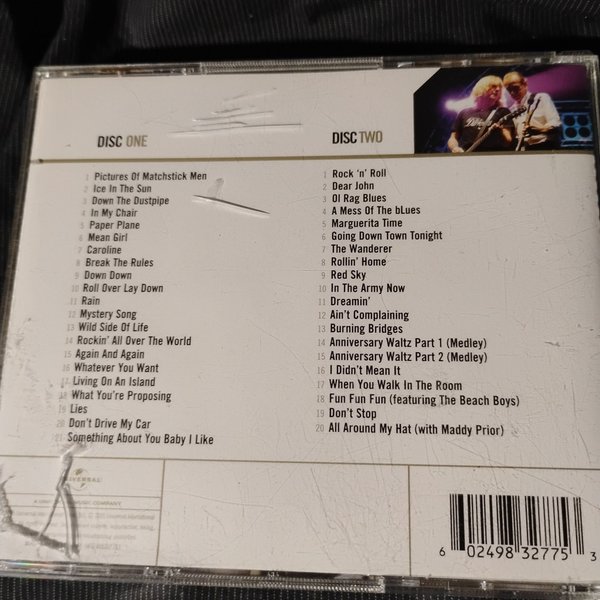 DISC ONE
1 Pictures Of Matchstick Men
2 Ice In The Sun
3 Down The Dustpipe
4 In My Chair
5 Paper Plane
6 Mean Girl
7 Caroline
8 Break The Rules
9 Down Down
10 Roll Over Lay Down
11 Rain
12 Mystery Song
13 Wild Side Of Life
14 Rockin' All Over The World
15 Again And Again
16 Whatever You Want
17 Living On An Island
18 What You're Proposing
19 Lies
20 Don't Drive My Car
21 Something About You Baby I Like
DISC TWO
1 Rock 'n' Roll
2 Dear John
3 Ol Rag Blues
4 A Mess Of The bLues
5 Marguerita Time
6 Going Down Town Tonight
7 The Wanderer
8 Rollin' Home
9 Red Sky
10 In The Army Now
11 Dreamin'
12 Ain't Complaining
13 Burning Bridges
14 Anniversary Waltz Part 1 (Medley)
15 Anniversary Waltz Part 2 (Medley)
16 I Didn't Mean It
17 When You Walk In The Room
18 Fun Fun Fun (featuring The Beach Boys)
19 Don't Stop
20 All Around My Hat (with Maddy Prior)
UNIVERSAL
6 02498 32775 3